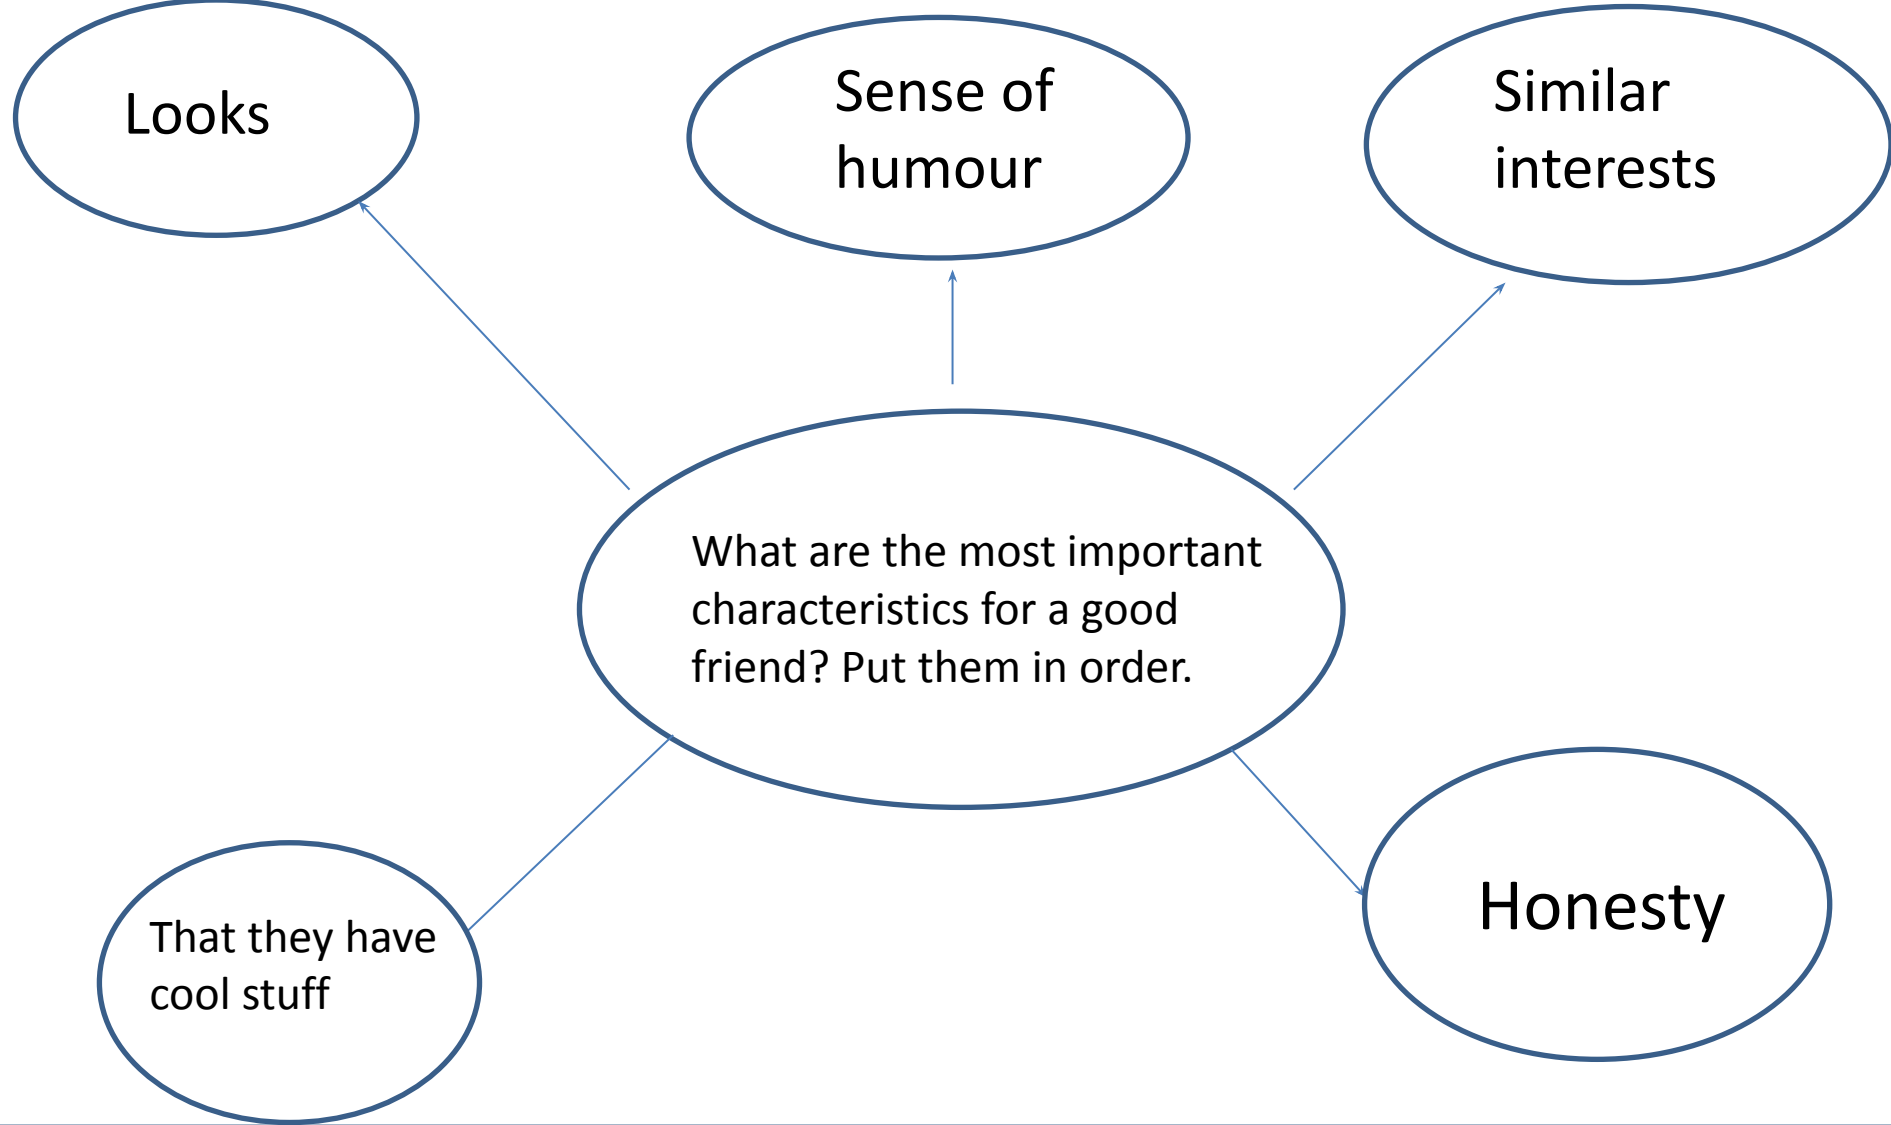 Looks
Sense of
humour
Similar
interests
What are the most important
characteristics for a good
friend? Put them in order.
That they have
cool stuff
Honesty